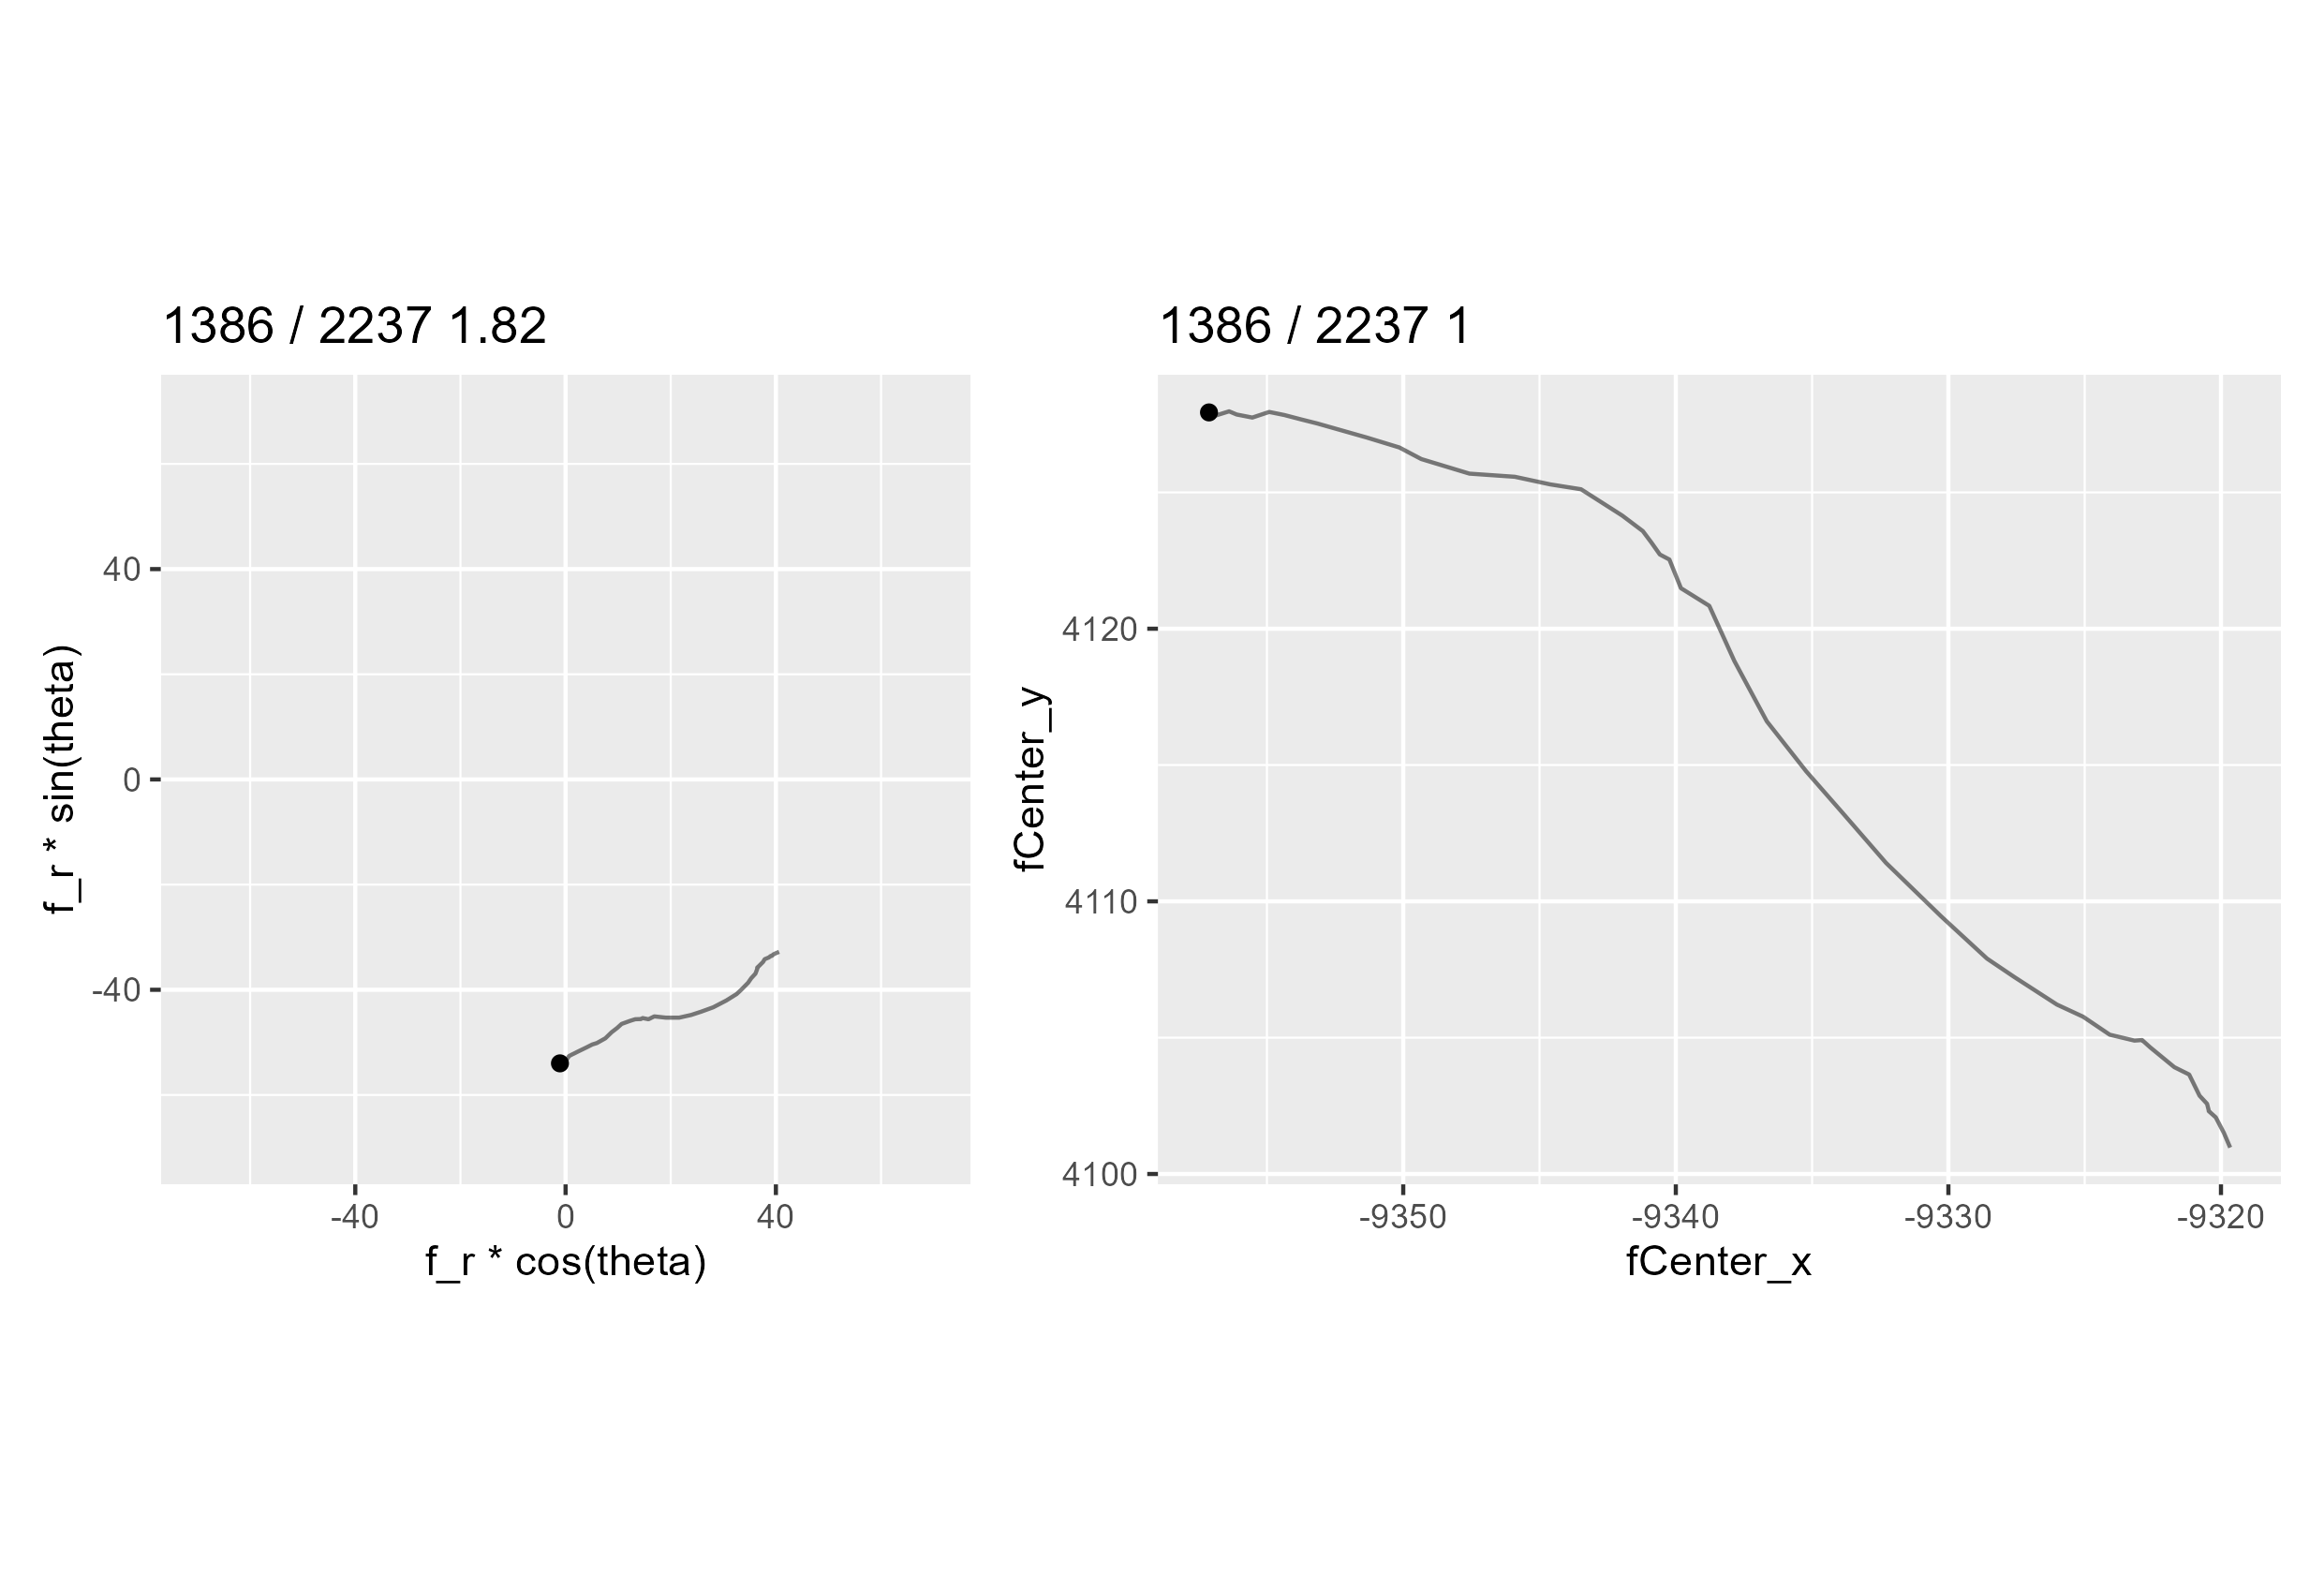 1386 / 2237 1.82
40
0
-40
f_r * sin(theta)
-40
0
40
f_r * cos(theta)
1386 / 2237 1
4120
4110
4100
fCenter_y
-9350
-9340
-9330
-9320
fCenter_x